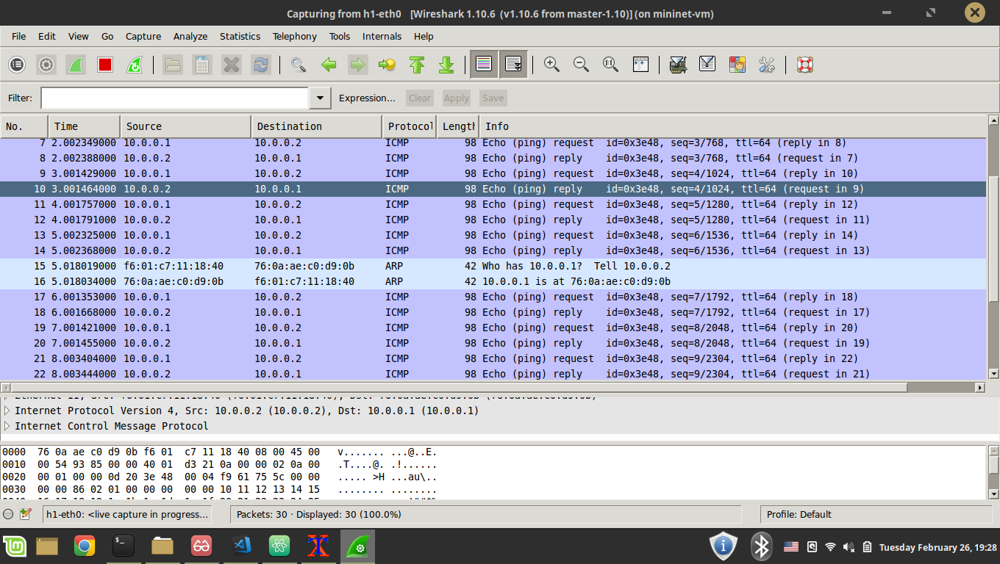 Capturing from h1-eth0 [Wireshark 1.10.6 (v1.10.6 from master-1.10)] (on mininet-vm)
File Edit View Go Capture Analyze Statistics Telephony Tools Internals Help
Filter: Expression... Clear Apply Save
No. Time Source Destination Protocol Length Info
7 2.002349000 10.0.0.1 10.0.0.2 ICMP 98 Echo (ping) request id=0x3e48, seq=3/768, ttl=64 (reply in 8)
8 2.002388000 10.0.0.2 10.0.0.1 ICMP 98 Echo (ping) reply id=0x3e48, seq=3/768, ttl=64 (request in 7)
9 3.001429000 10.0.0.1 10.0.0.2 ICMP 98 Echo (ping) request id=0x3e48, seq=4/1024, ttl=64 (reply in 10)
10 3.001464000 10.0.0.2 10.0.0.1 ICMP 98 Echo (ping) reply id=0x3e48, seq=4/1024, ttl=64 (request in 9)
11 4.001757000 10.0.0.1 10.0.0.2 ICMP 98 Echo (ping) request id=0x3e48, seq=5/1280, ttl=64 (reply in 12)
12 4.001791000 10.0.0.2 10.0.0.1 ICMP 98 Echo (ping) reply id=0x3e48, seq=5/1280, ttl=64 (request in 11)
13 5.002325000 10.0.0.1 10.0.0.2 ICMP 98 Echo (ping) request id=0x3e48, seq=6/1536, ttl=64 (reply in 14)
14 5.002368000 10.0.0.2 10.0.0.1 ICMP 98 Echo (ping) reply id=0x3e48, seq=6/1536, ttl=64 (request in 13)
15 5.018019000 f6:01:c7:11:18:40 76:0a:ae:c0:d9:0b ARP 42 Who has 10.0.0.1? Tell 10.0.0.2
16 5.018034000 76:0a:ae:c0:d9:0b f6:01:c7:11:18:40 ARP 42 10.0.0.1 is at 76:0a:ae:c0:d9:0b
17 6.001353000 10.0.0.1 10.0.0.2 ICMP 98 Echo (ping) request id=0x3e48, seq=7/1792, ttl=64 (reply in 18)
18 6.001668000 10.0.0.2 10.0.0.1 ICMP 98 Echo (ping) reply id=0x3e48, seq=7/1792, ttl=64 (request in 17)
19 7.001421000 10.0.0.1 10.0.0.2 ICMP 98 Echo (ping) request id=0x3e48, seq=8/2048, ttl=64 (reply in 20)
20 7.001455000 10.0.0.2 10.0.0.1 ICMP 98 Echo (ping) reply id=0x3e48, seq=8/2048, ttl=64 (request in 19)
21 8.003404000 10.0.0.1 10.0.0.2 ICMP 98 Echo (ping) request id=0x3e48, seq=9/2304, ttl=64 (reply in 22)
22 8.003444000 10.0.0.2 10.0.0.1 ICMP 98 Echo (ping) reply id=0x3e48, seq=9/2304, ttl=64 (request in 21)
Internet Protocol Version 4, Src: 10.0.0.2 (10.0.0.2), Dst: 10.0.0.1 (10.0.0.1)
Internet Control Message Protocol
0000 76 0a ae c0 d9 0b f6 01 c7 11 18 40 08 00 45 00 v....... ...@..E.
0010 00 54 93 85 00 00 40 01 d3 21 0a 00 00 02 0a 00 .T....@. .!......
0020 00 01 00 00 0d 20 3e 48 00 04 f9 61 75 5c 00 00 ..... >H ...au\..
0030 00 00 86 02 01 00 00 00 00 00 10 11 12 13 14 15 ........ ........
h1-eth0: <live capture in progress... Packets: 30 · Displayed: 30 (100.0%) Profile: Default
Tuesday February 26, 19:28